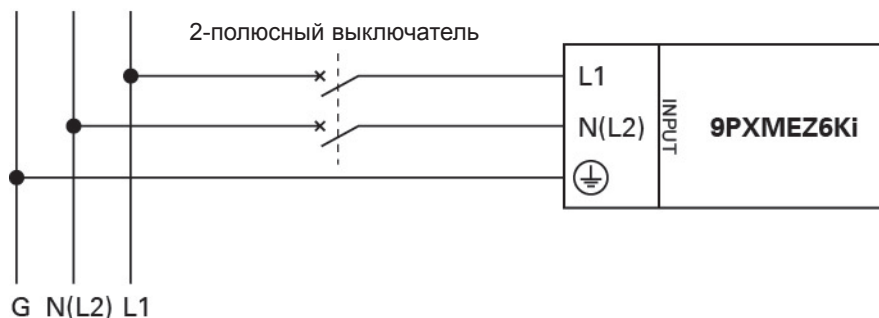 2-полюсный выключатель
L1
N(L2)
INPUT
9PXMEZ6Ki
G N(L2) L1